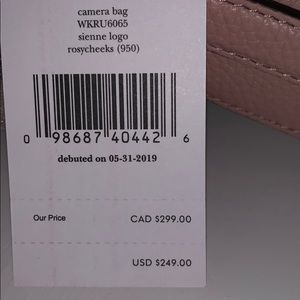 camera bag
WKRU6065
sienne logo
rosycheeks (950)
0 98687 40442 6
debuted on 05-31-2019
Our Price CAD $299.00
USD $249.00